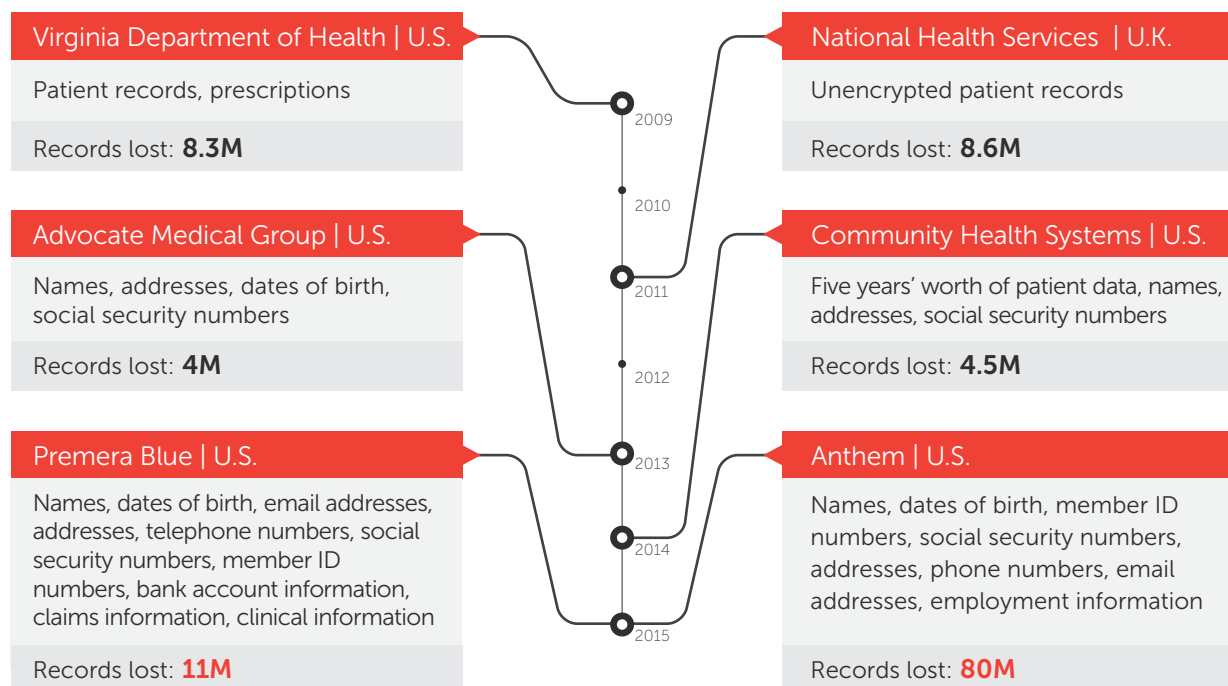 Virginia Department of Health | U.S.
Patient records, prescriptions
Records lost: 8.3M
National Health Services | U.K.
Unencrypted patient records
Records lost: 8.6M
Advocate Medical Group | U.S.
Names, addresses, dates of birth,
social security numbers
Records lost: 4M
Community Health Systems | U.S.
Five years’ worth of patient data, names,
addresses, social security numbers
Records lost: 4.5M
Premera Blue | U.S.
Names, dates of birth, email addresses,
addresses, telephone numbers, social
security numbers, member ID
numbers, bank account information,
claims information, clinical information
Records lost: 11M
Anthem | U.S.
Names, dates of birth, member ID
numbers, social security numbers,
addresses, phone numbers, email
addresses, employment information
Records lost: 80M
2009
2010
2011
2012
2013
2014
2015